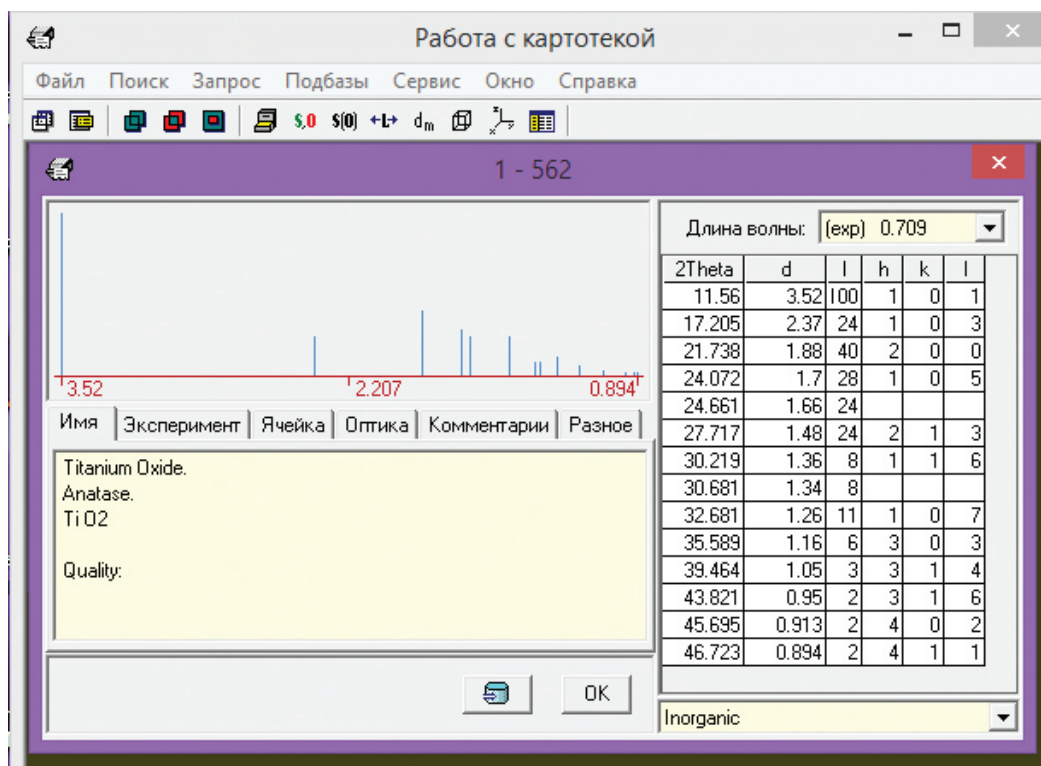 Работа с картотекой
Файл Поиск Запрос Подбазы Сервис Окно Справка
S,0 S(0) L dm
1 - 562
3.52 2.207 0.894
Имя Эксперимент Ячейка Оптика Комментарии Разное
Titanium Oxide.
Anatase.
Ti O2
Quality:
OK
Длина волны: (exp) 0.709
2Theta d I h k l
11.56 3.52 100 1 0 1
17.205 2.37 24 1 0 3
21.738 1.88 40 2 0 0
24.072 1.7 28 1 0 5
24.661 1.66 24
27.717 1.48 24 2 1 3
30.219 1.36 8 1 1 6
30.681 1.34 8
32.681 1.26 11 1 0 7
35.589 1.16 6 3 0 3
39.464 1.05 3 3 1 4
43.821 0.95 2 3 1 6
45.695 0.913 2 4 0 2
46.723 0.894 2 4 1 1
Inorganic